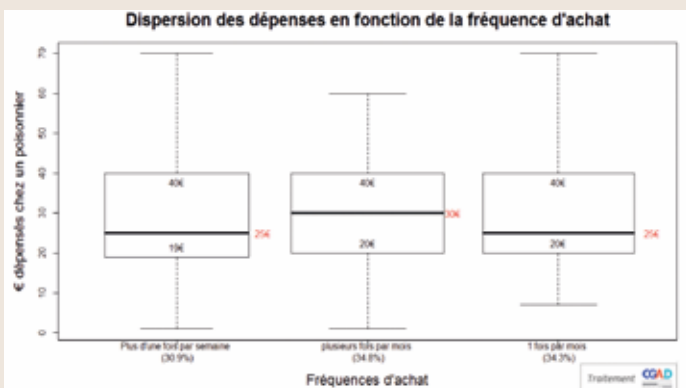 Dispersion des dépenses en fonction de la fréquence d'achat
€ dépensés chez un poisonnier
70
60
50
40
30
20
10
0
40€
25€
19€
40€
30€
20€
40€
25€
20€
Plus d'une fois par semaine
(30.9%)
plusieurs fois par mois
(34.8%)
1 fois par mois
(34.3%)
Fréquences d'achat
Traitement CGAD